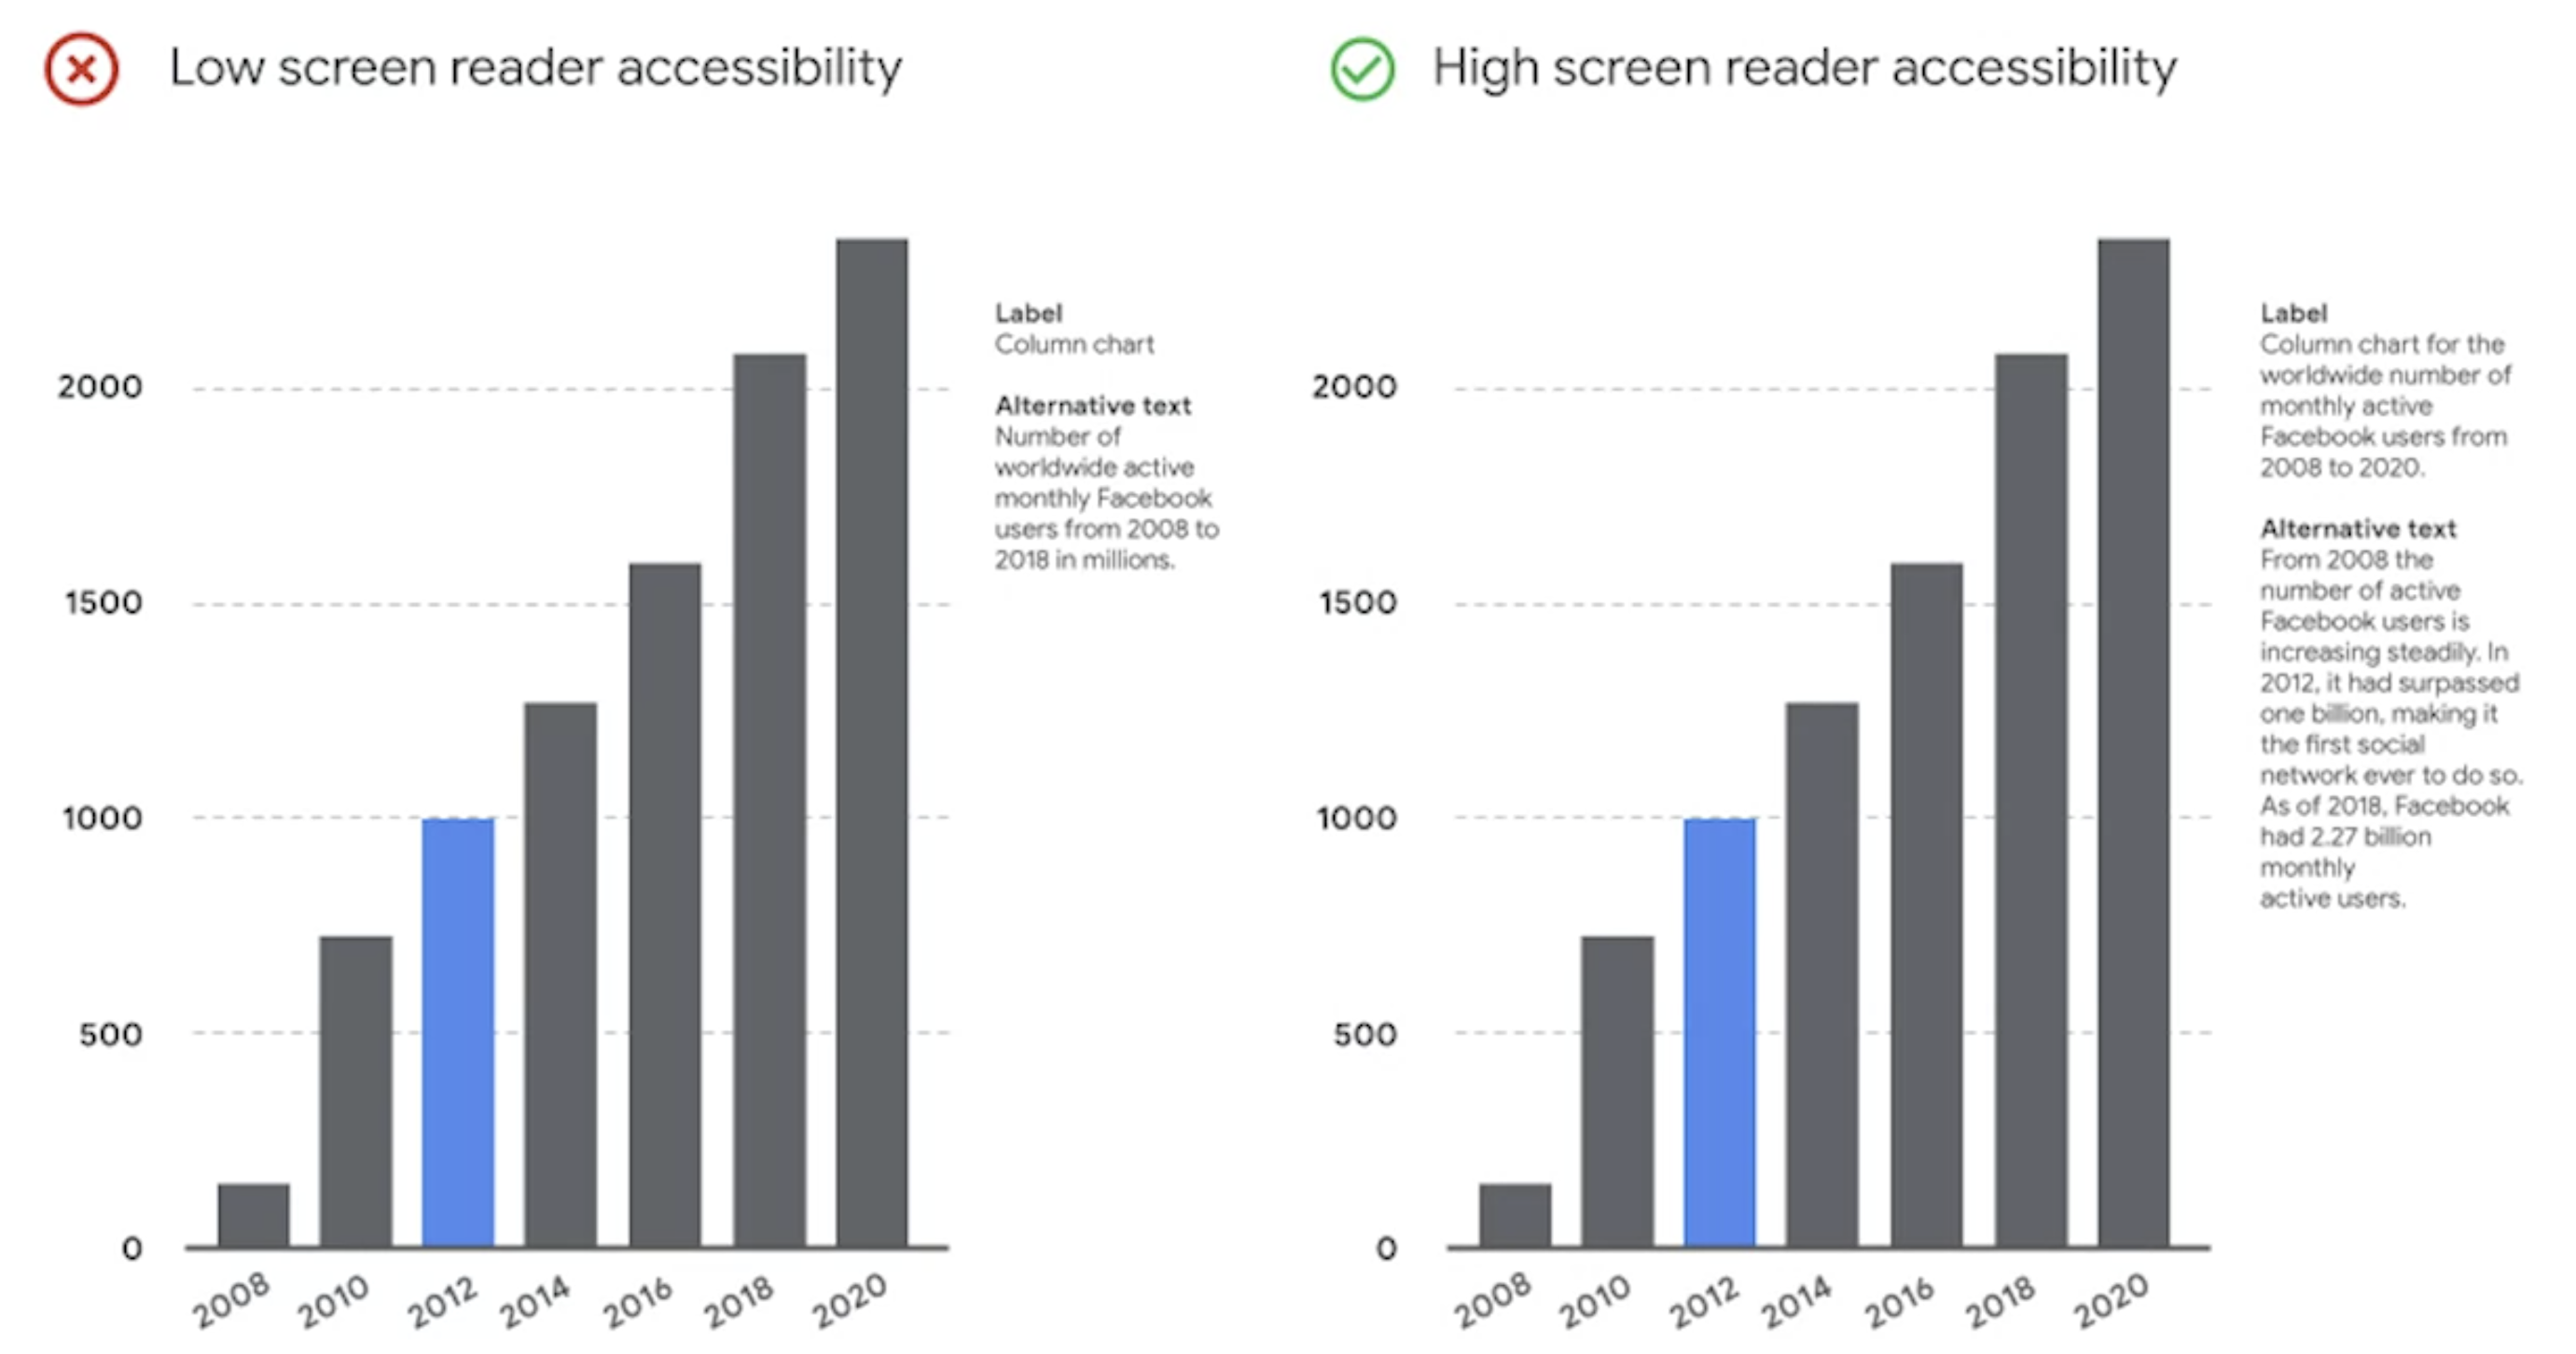 Low screen reader accessibility
2000
1500
1000
500
0
2008
2010
2012
2014
2016
2018
2020
Label
Column chart
Alternative text
Number of
worldwide active
monthly Facebook
users from 2008 to
2018 in millions.
High screen reader accessibility
2000
1500
1000
500
0
2008
2010
2012
2014
2016
2018
2020
Label
Column chart for the
worldwide number of
monthly active
Facebook users from
2008 to 2020.
Alternative text
From 2008 the
number of active
Facebook users is
increasing steadily. In
2012, it had surpassed
one billion, making it
the first social
network ever to do so.
As of 2018, Facebook
had 2.27 billion
monthly
active users.